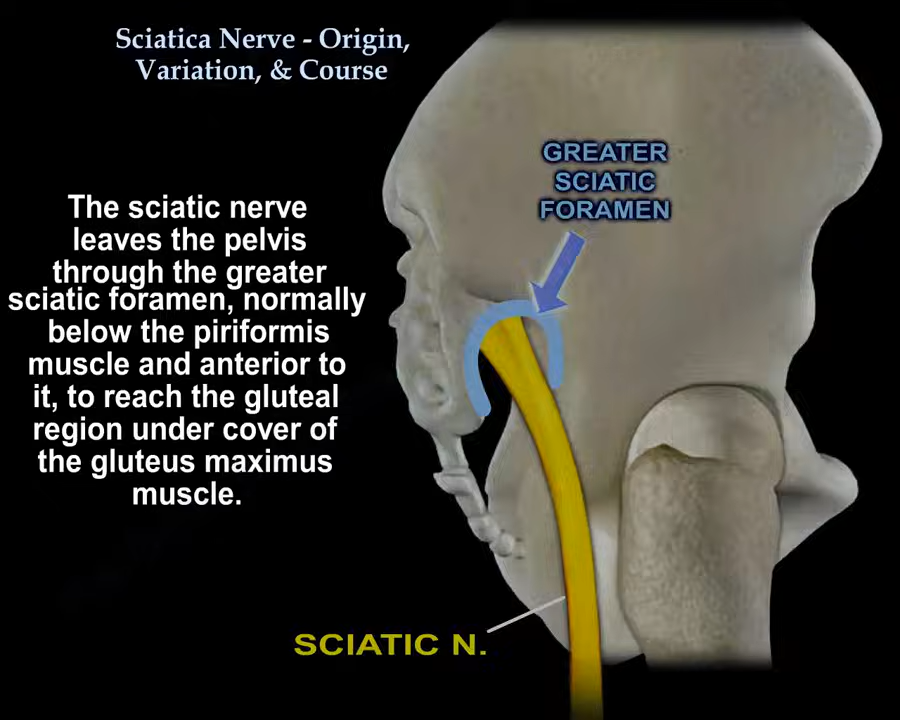 Sciatica Nerve - Origin,
Variation, & Course
GREATER
SCIATIC
FORAMEN
The sciatic nerve
leaves the pelvis
through the greater
sciatic foramen, normally
below the piriformis
muscle and anterior to
it, to reach the gluteal
region under cover of
the gluteus maximus
muscle.
SCIATIC N.